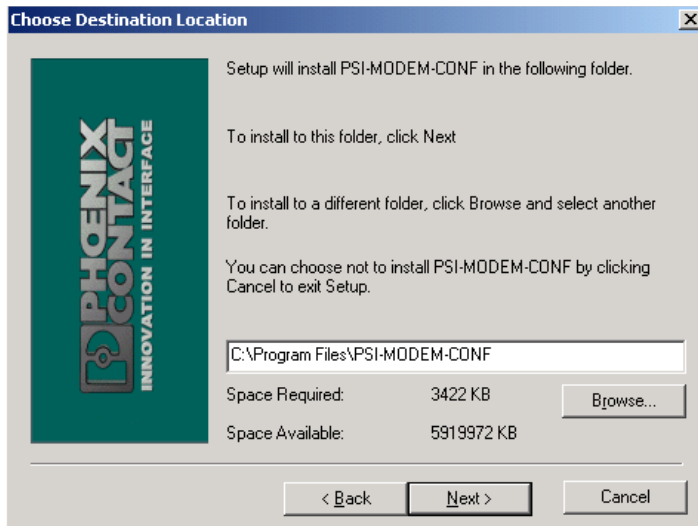 Choose Destination Location
PHŒNIX
CONTACT
INNOVATION IN INTERFACE
Setup will install PSI-MODEM-CONF in the following folder.
To install to this folder, click Next
To install to a different folder, click Browse and select another
folder.
You can choose not to install PSI-MODEM-CONF by clicking
Cancel to exit Setup.
C:\Program Files\PSI-MODEM-CONF
Space Required: 3422 KB
Browse...
Space Available: 5919972 KB
< Back Next > Cancel